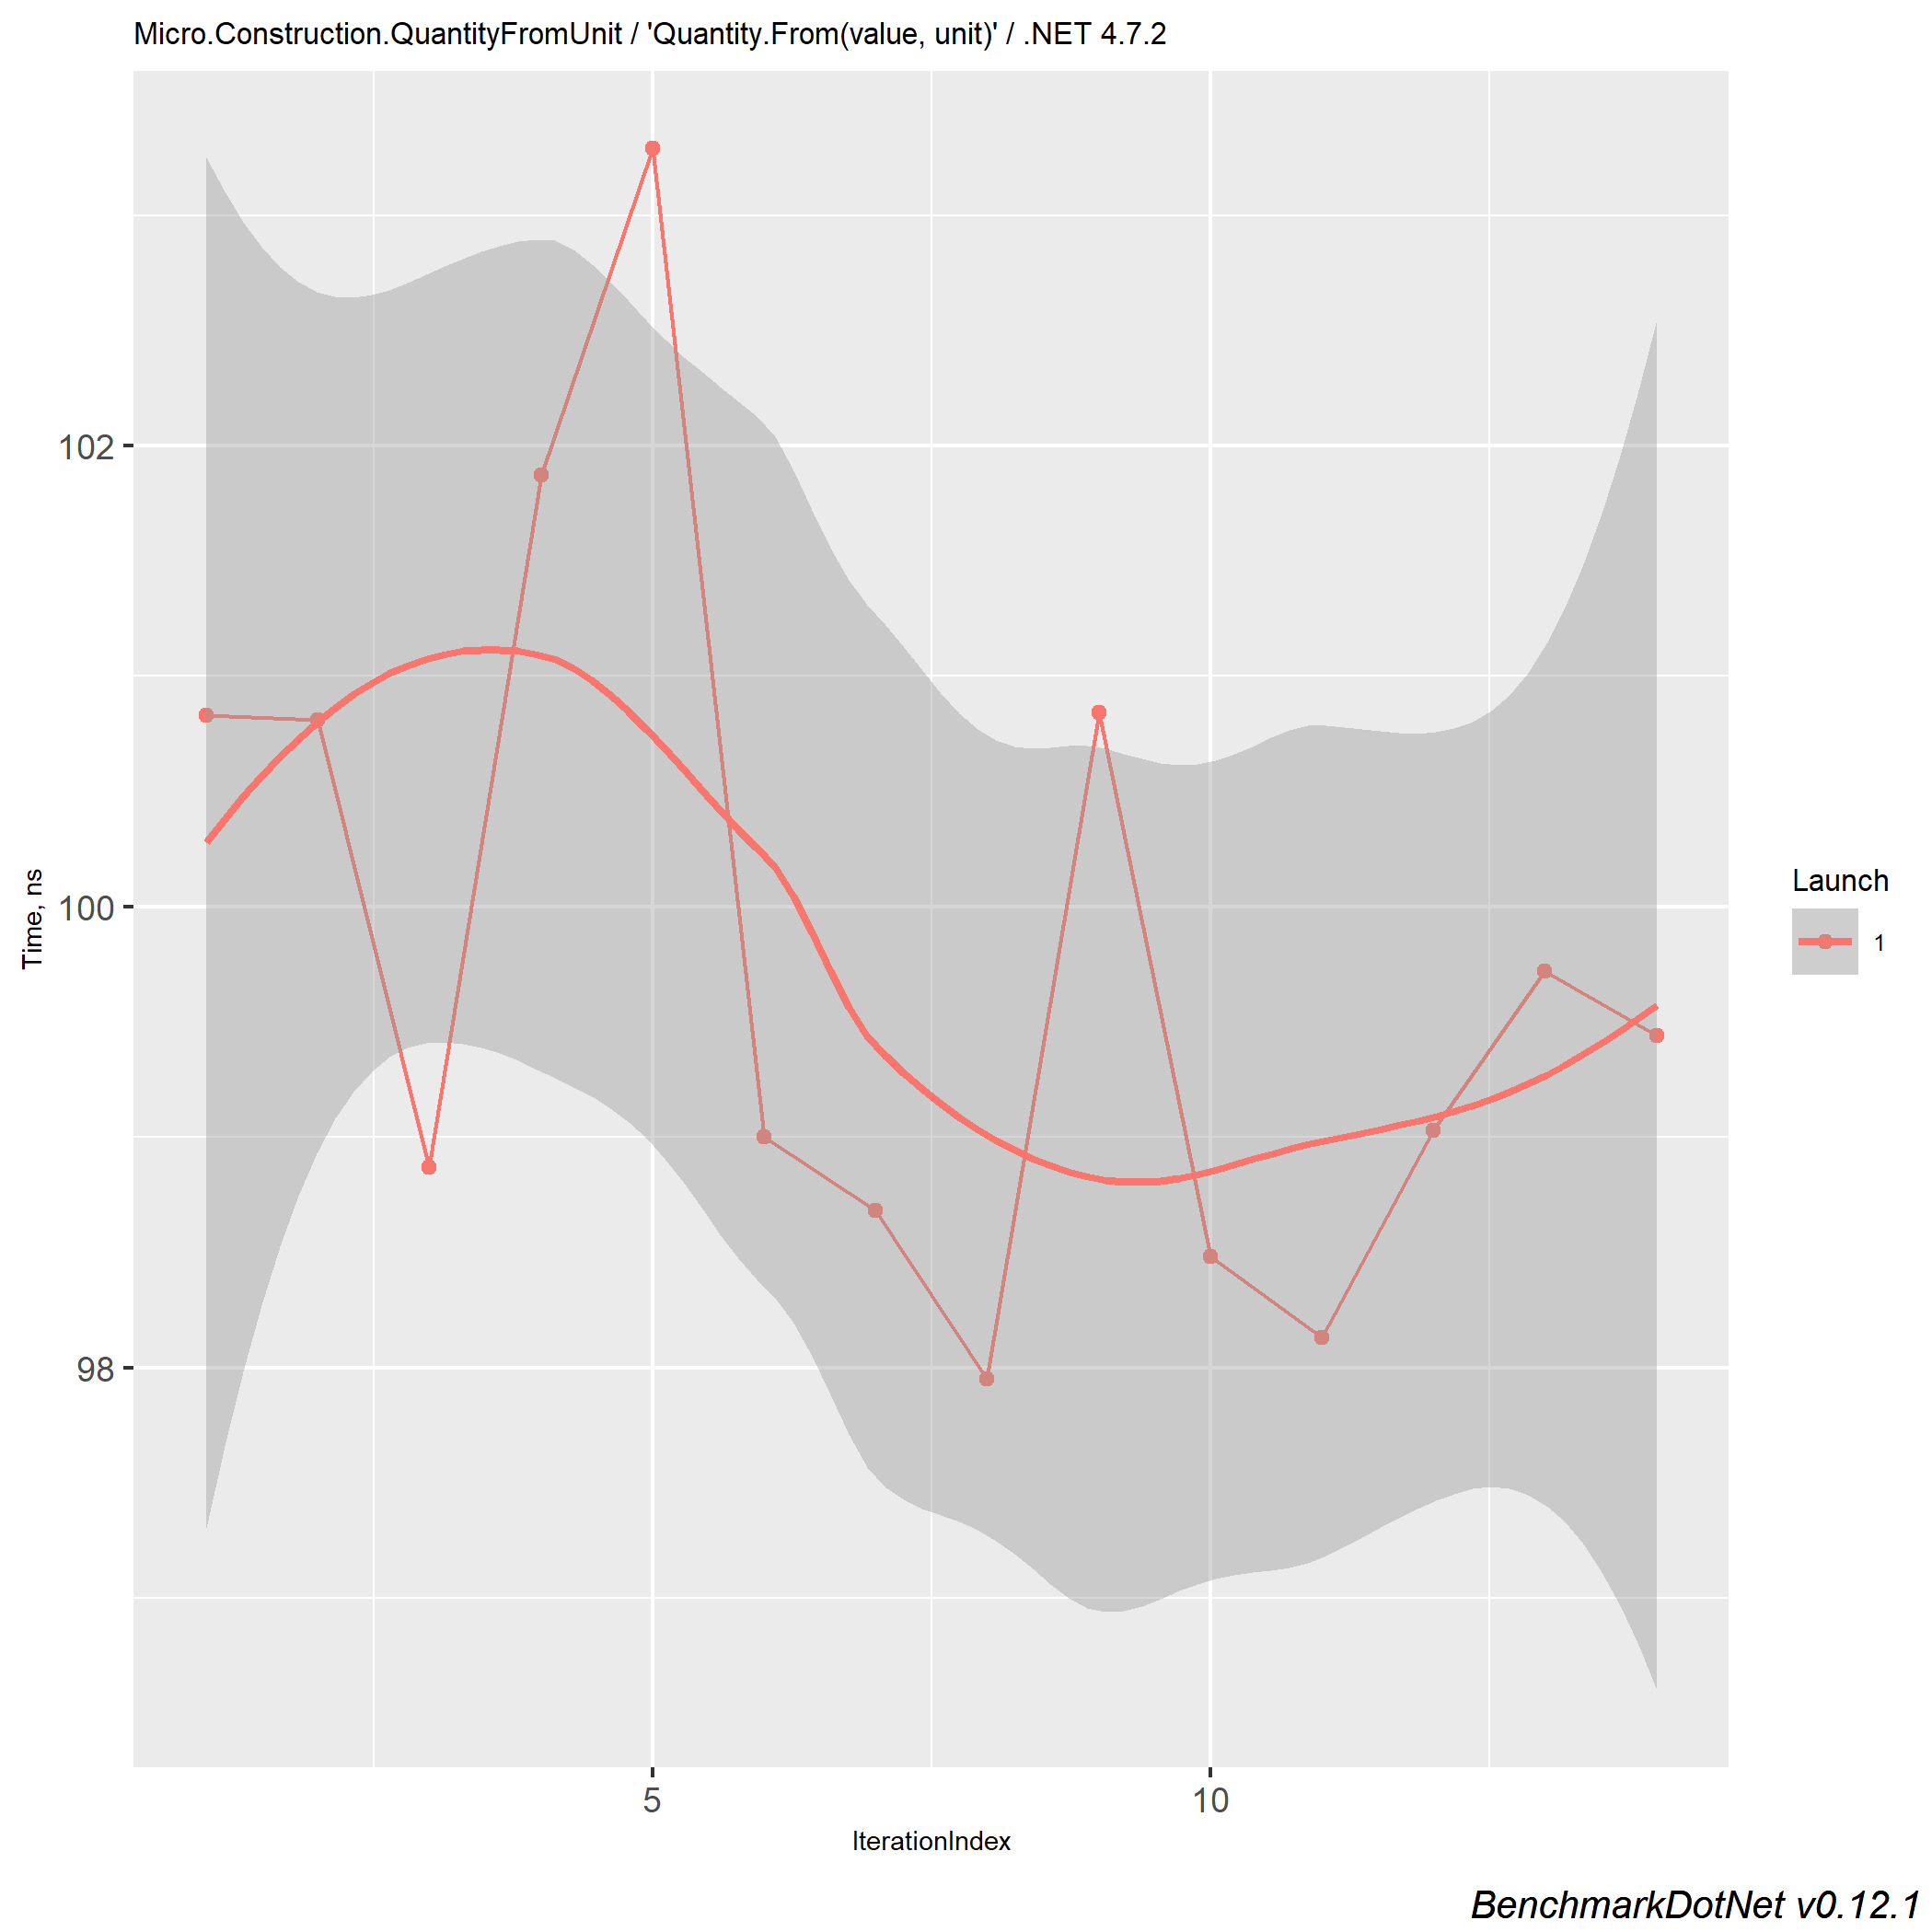 Micro.Construction.QuantityFromUnit / 'Quantity.From(value, unit)' / .NET 4.7.2
102
100
98
Time, ns
5
10
IterationIndex
Launch
1
BenchmarkDotNet v0.12.1